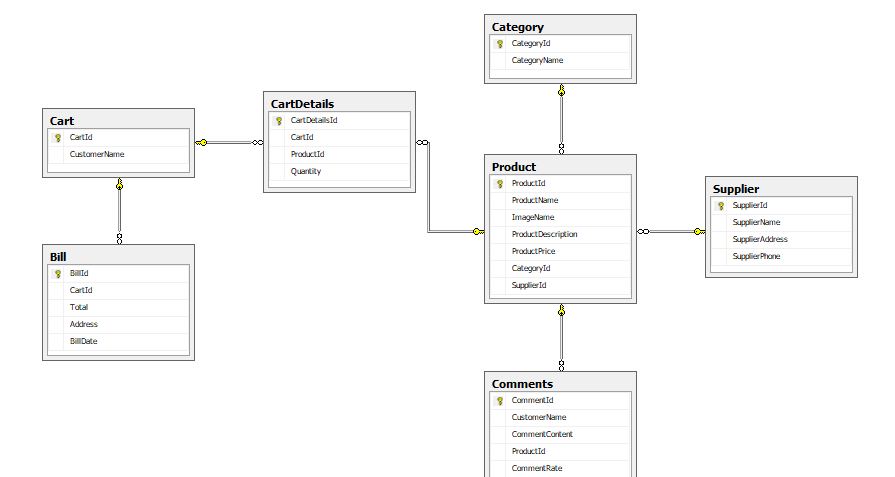 Category
CategoryId
CategoryName
CartDetails
CartDetailsId
CartId
ProductId
Quantity
Cart
CartId
CustomerName
Product
ProductId
ProductName
ImageName
ProductDescription
ProductPrice
CategoryId
SupplierId
Supplier
SupplierId
SupplierName
SupplierAddress
SupplierPhone
Bill
BillId
CartId
Total
Address
BillDate
Comments
CommentId
CustomerName
CommentContent
ProductId
CommentRate